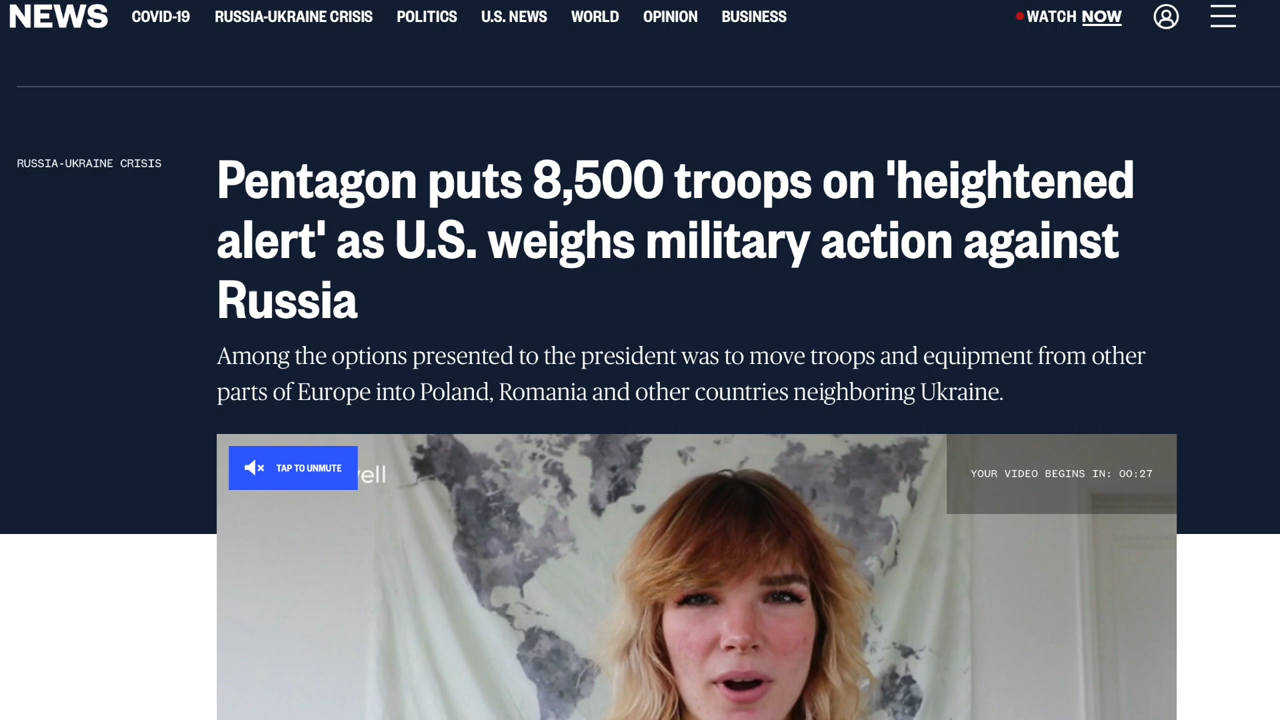 NEWS COVID-19 RUSSIA-UKRAINE CRISIS POLITICS U.S. NEWS WORLD OPINION BUSINESS WATCH NOW
RUSSIA-UKRAINE CRISIS
Pentagon puts 8,500 troops on 'heightened
alert' as U.S. weighs military action against
Russia
Among the options presented to the president was to move troops and equipment from other
parts of Europe into Poland, Romania and other countries neighboring Ukraine.
TAP TO UNMUTE
YOUR VIDEO BEGINS IN: 00:27